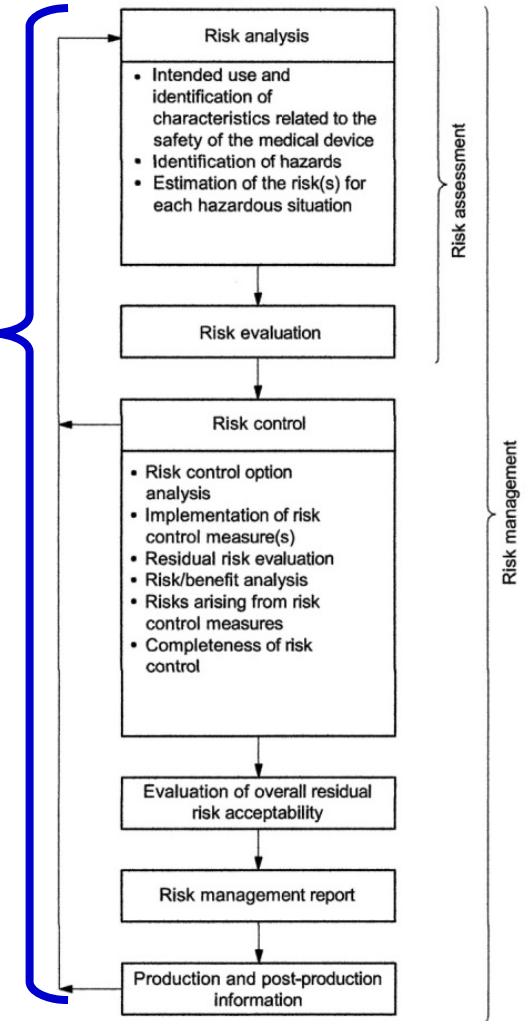 Risk analysis
• Intended use and
identification of
characteristics related to the
safety of the medical device
• Identification of hazards
• Estimation of the risk(s) for
each hazardous situation
Risk evaluation
Risk control
• Risk control option
analysis
• Implementation of risk
control measure(s)
• Residual risk evaluation
• Risk/benefit analysis
• Risks arising from risk
control measures
• Completeness of risk
control
Evaluation of overall residual
risk acceptability
Risk management report
Production and post-production
information
Risk assessment
Risk management